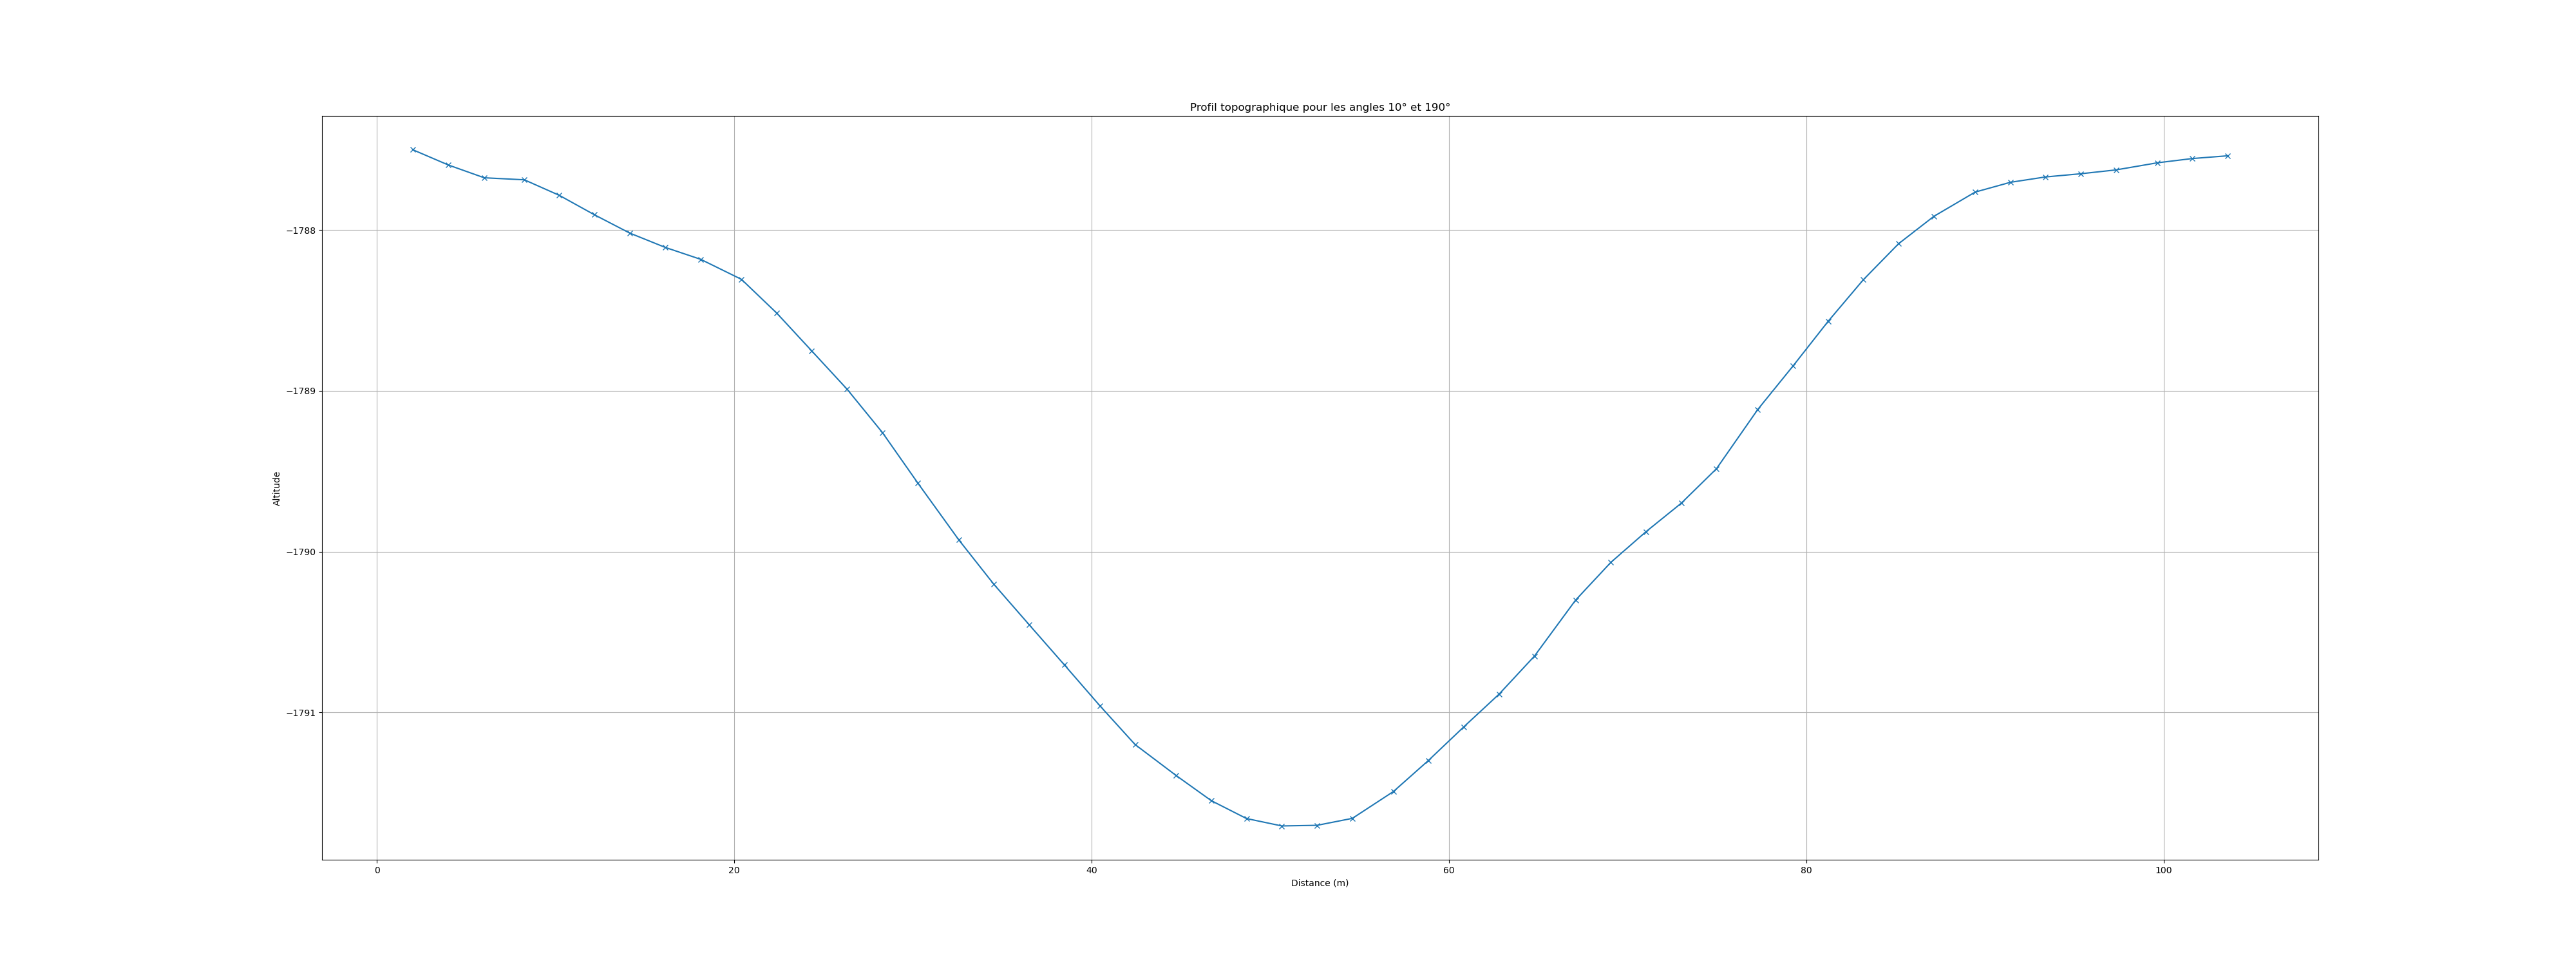 Profil topographique pour les angles 10° et 190°
Altitude
−1788
−1789
−1790
−1791
0 20 40 60 80 100
Distance (m)